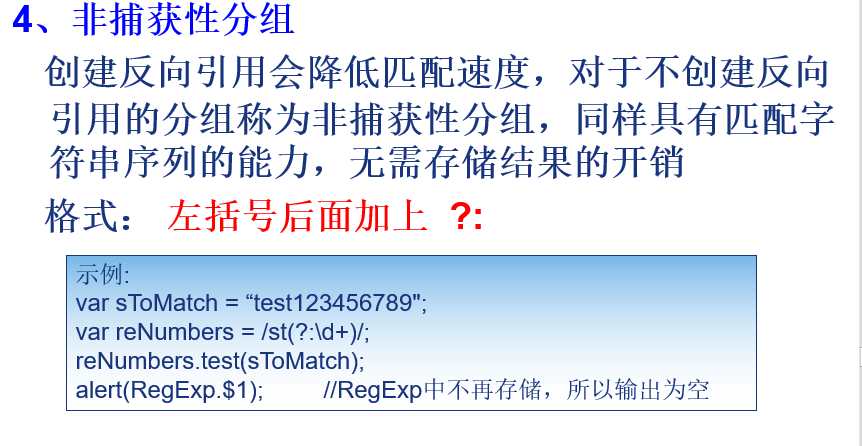 4、非捕获性分组
创建反向引用会降低匹配速度，对于不创建反向
引用的分组称为非捕获性分组，同样具有匹配字
符串序列的能力，无需存储结果的开销
格式： 左括号后面加上 ?:
示例:
var sToMatch = “test123456789";
var reNumbers = /st(?:\d+)/;
reNumbers.test(sToMatch);
alert(RegExp.$1); //RegExp中不再存储，所以输出为空